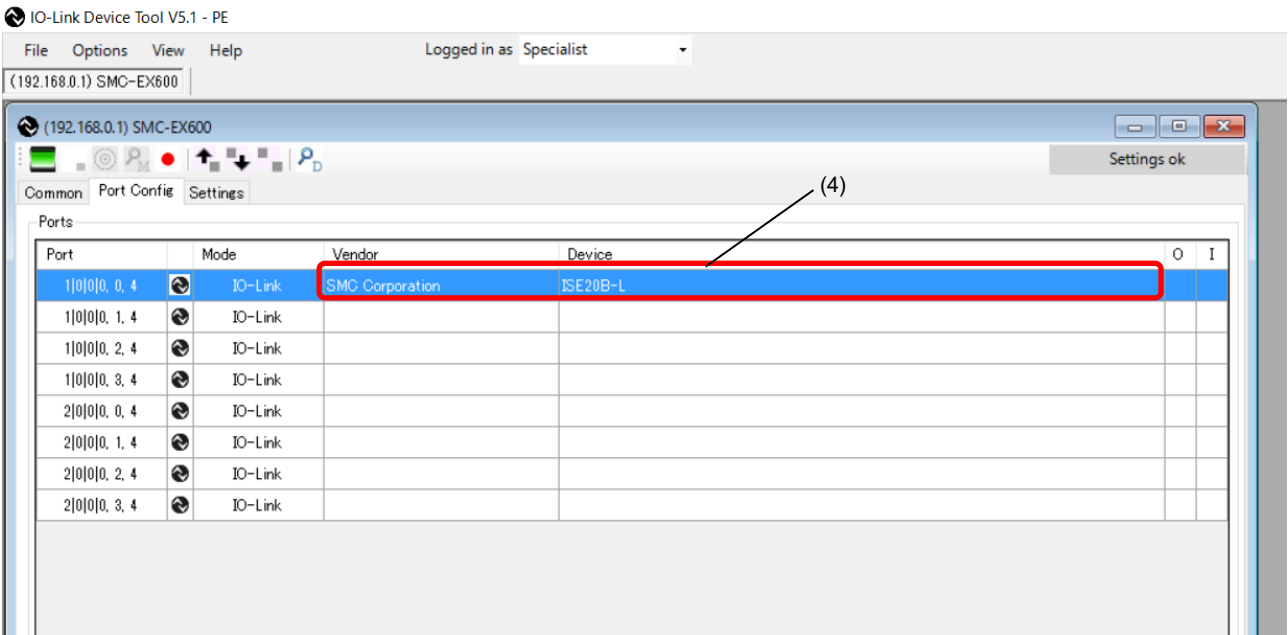 IO-Link Device Tool V5.1 - PE
File Options View Help Logged in as Specialist
(192.168.0.1) SMC-EX600
(192.168.0.1) SMC-EX600
M D Settings ok
Common Port Config Settings (4)
Ports
Port Mode Vendor Device O I
1|0|0|0, 0, 4 IO-Link SMC Corporation ISE20B-L
1|0|0|0, 1, 4 IO-Link
1|0|0|0, 2, 4 IO-Link
1|0|0|0, 3, 4 IO-Link
2|0|0|0, 0, 4 IO-Link
2|0|0|0, 1, 4 IO-Link
2|0|0|0, 2, 4 IO-Link
2|0|0|0, 3, 4 IO-Link